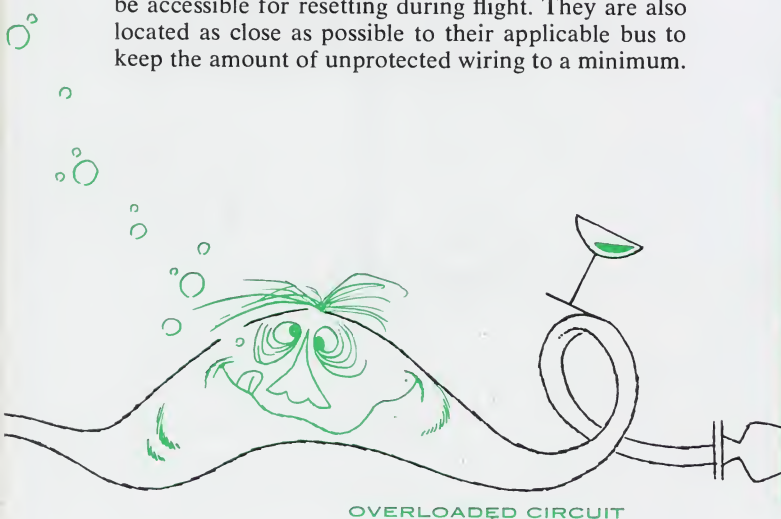 be accessible for resetting during flight. They are also
located as close as possible to their applicable bus to
keep the amount of unprotected wiring to a minimum.
OVERLOADED CIRCUIT